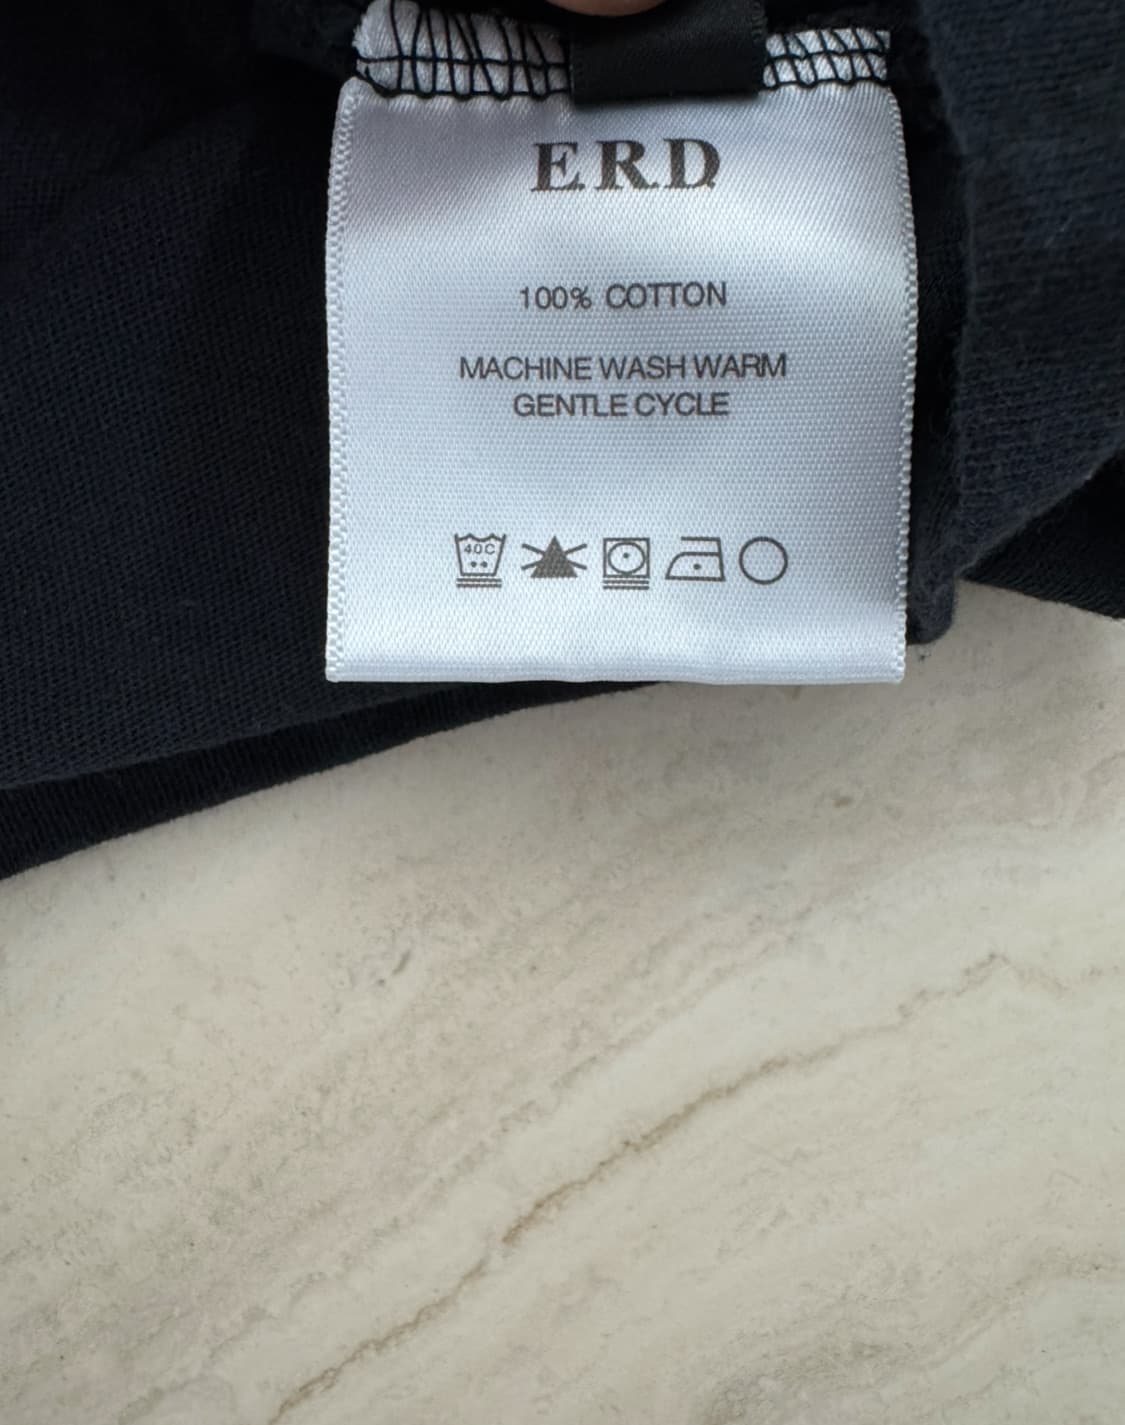 ERD
100% COTTON
MACHINE WASH WARM
GENTLE CYCLE
40C